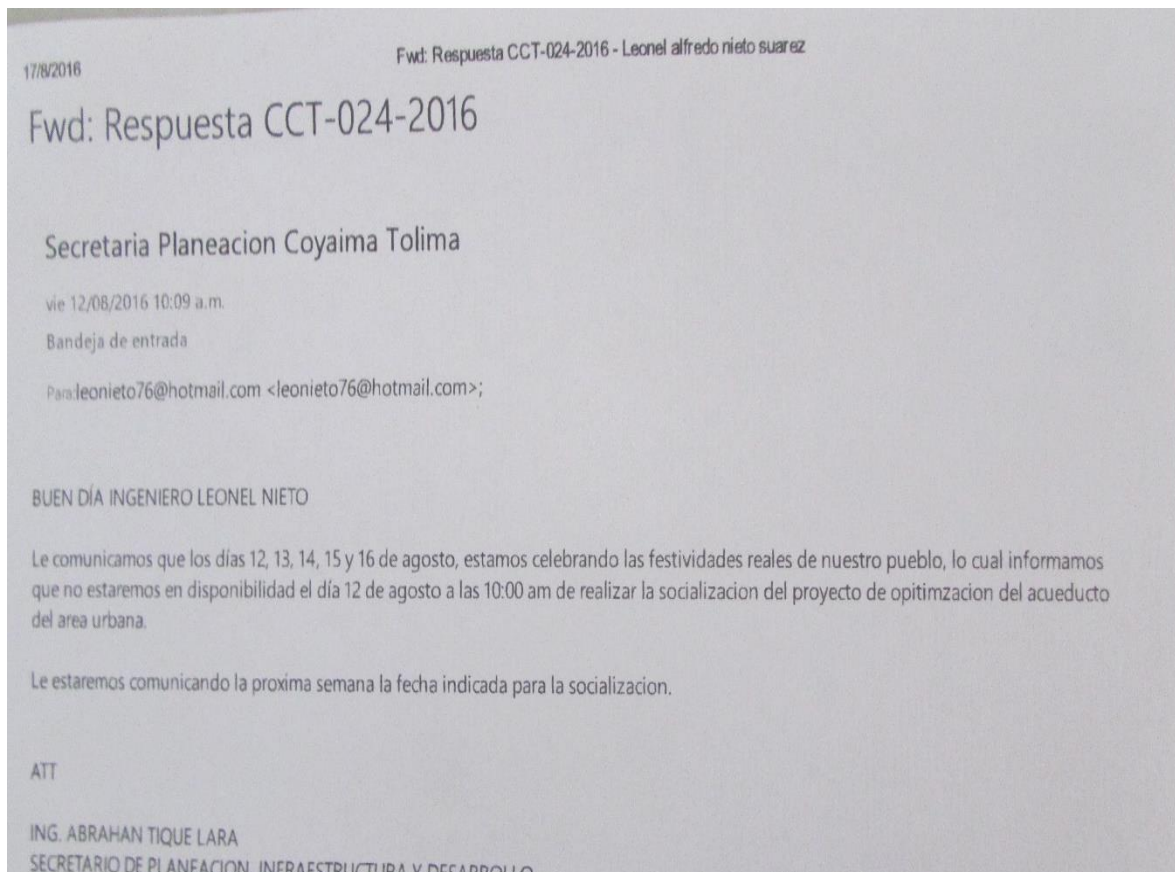 17/8/2016
Fwd: Respuesta CCT-024-2016 - Leonel alfredo nieto suarez
Fwd: Respuesta CCT-024-2016
Secretaria Planeacion Coyaima Tolima
vie 12/08/2016 10:09 a.m.
Bandeja de entrada
Para:leonieto76@hotmail.com <leonieto76@hotmail.com>;
BUEN DÍA INGENIERO LEONEL NIETO
Le comunicamos que los días 12, 13, 14, 15 y 16 de agosto, estamos celebrando las festividades reales de nuestro pueblo, lo cual informamos
que no estaremos en disponibilidad el día 12 de agosto a las 10:00 am de realizar la socializacion del proyecto de opitimzacion del acueducto
del area urbana.
Le estaremos comunicando la proxima semana la fecha indicada para la socializacion.
ATT
ING. ABRAHAN TIQUE LARA
SECRETARIO DE PLANEACION, INFRAESTRUCTURA Y DESARROLLO